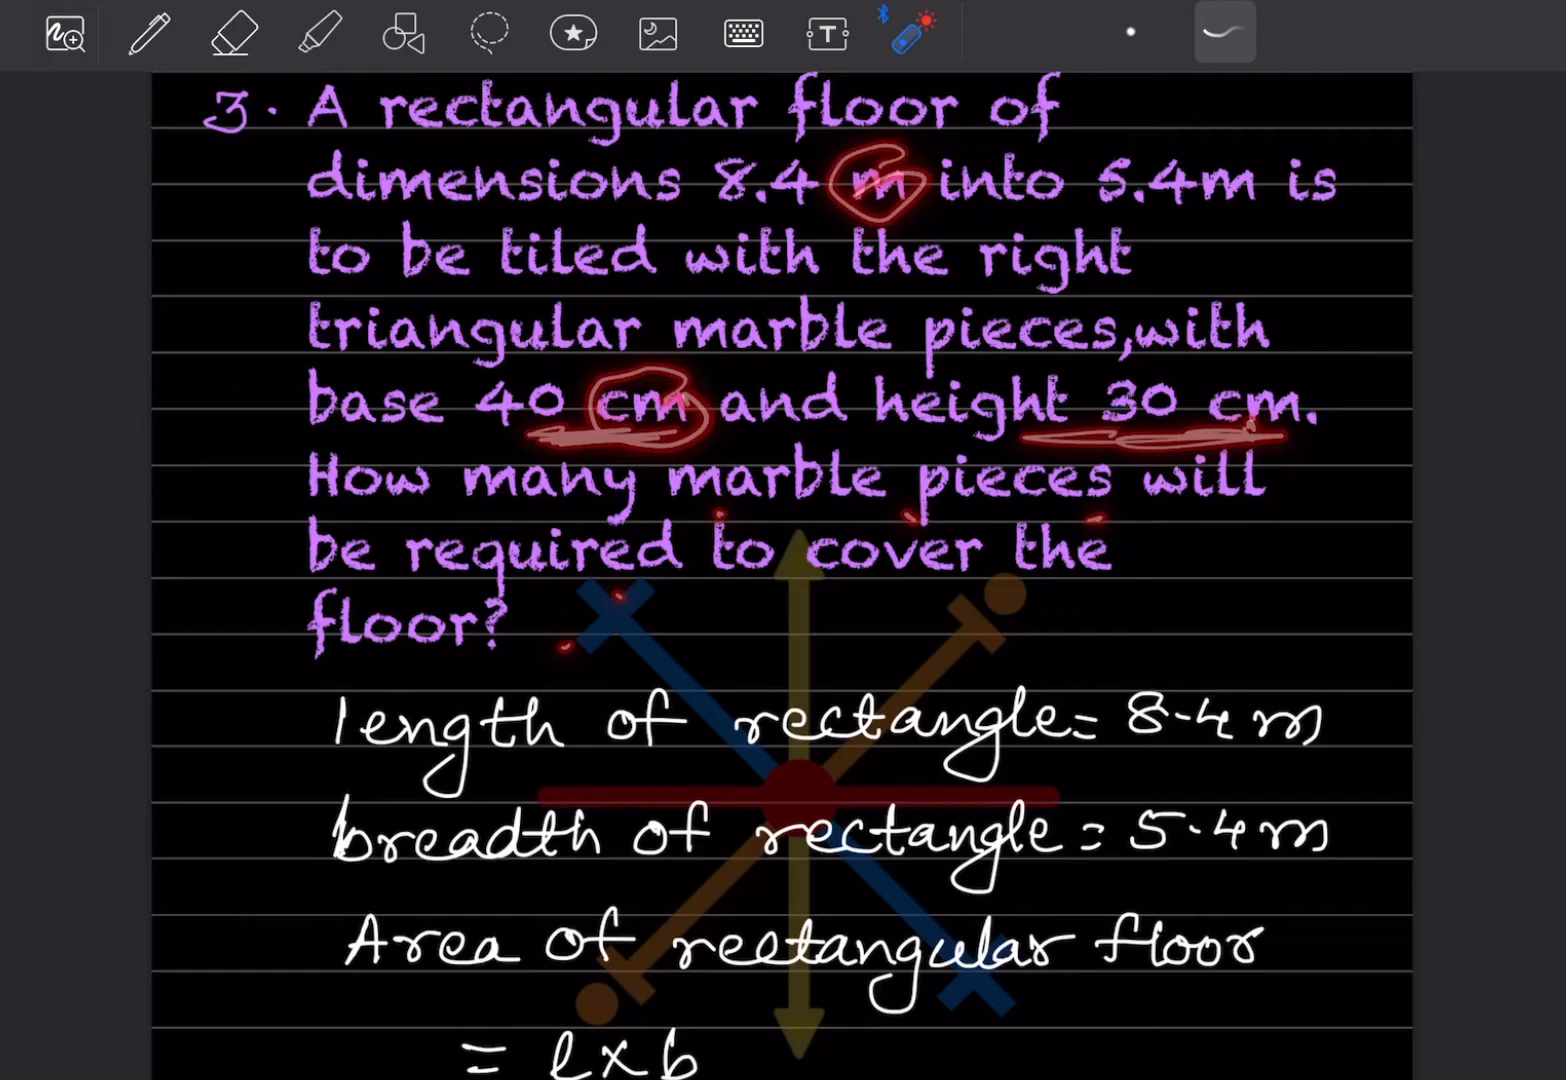 3. A rectangular floor of
dimensions 8.4 m into 5.4m is
to be tiled with the right
triangular marble pieces,with
base 40 cm and height 30 cm.
How many marble pieces will
be required to cover the
floor?
length of rectangle = 8.4 m
breadth of rectangle = 5.4 m
Area of rectangular floor
= l x b